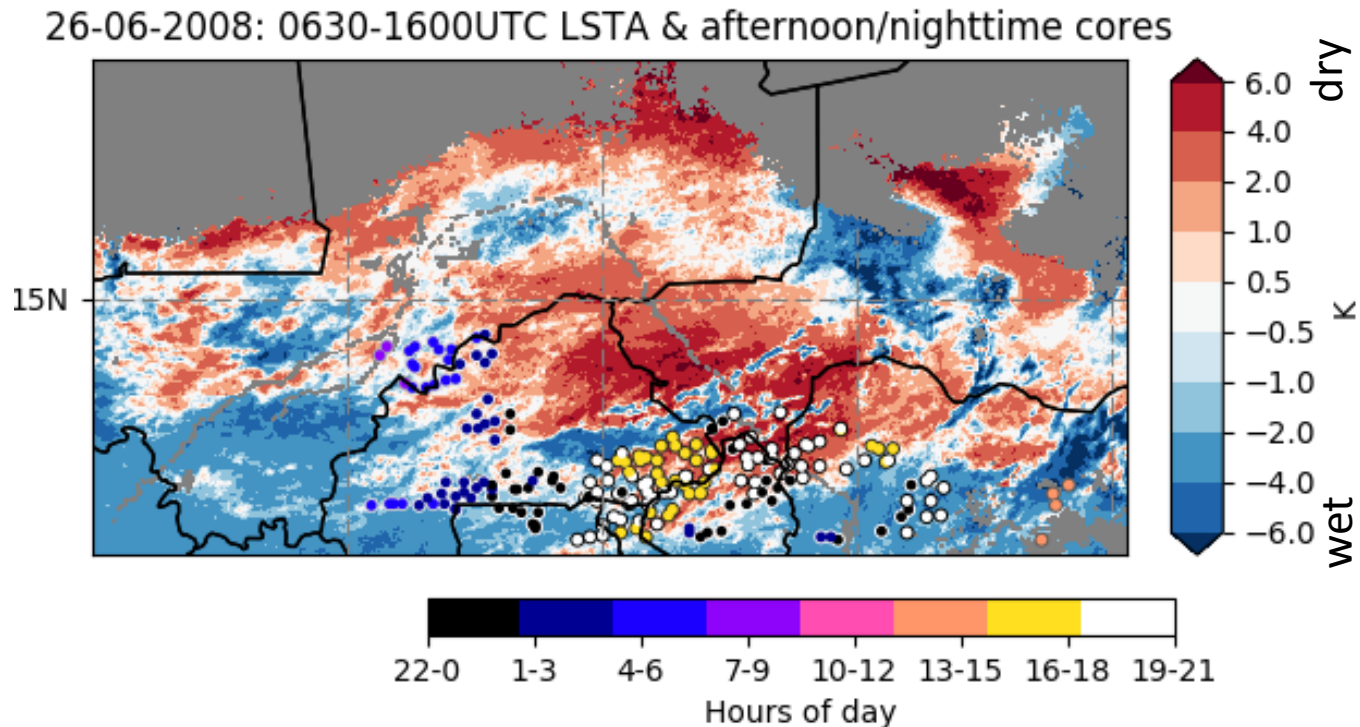 26-06-2008: 0630-1600UTC LSTA & afternoon/nighttime cores
15N
6.0
4.0
2.0
1.0
0.5
−0.5
−1.0
−2.0
−4.0
−6.0
K
dry
wet
22-0 1-3 4-6 7-9 10-12 13-15 16-18 19-21
Hours of day